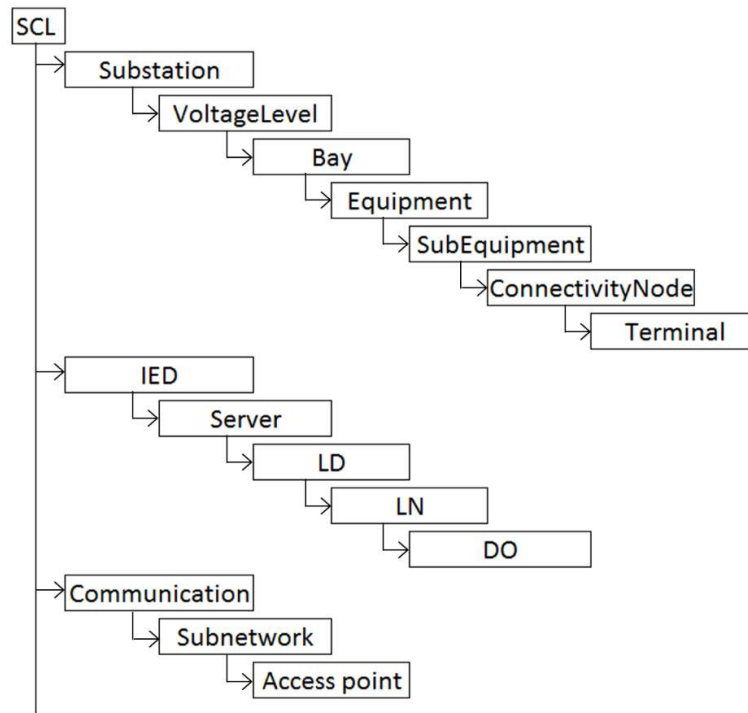 SCL
Substation
VoltageLevel
Bay
Equipment
SubEquipment
ConnectivityNode
Terminal
IED
Server
LD
LN
DO
Communication
Subnetwork
Access point